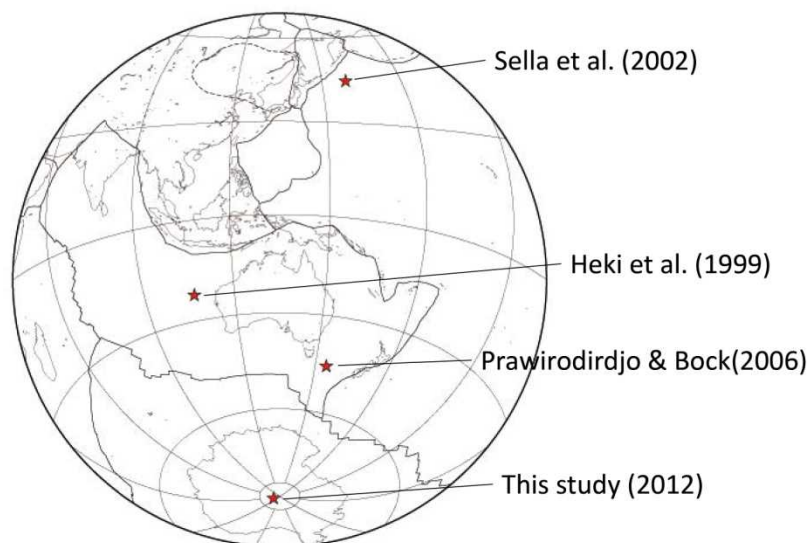 Sella et al. (2002)
Heki et al. (1999)
Prawirodirdjo & Bock(2006)
This study (2012)